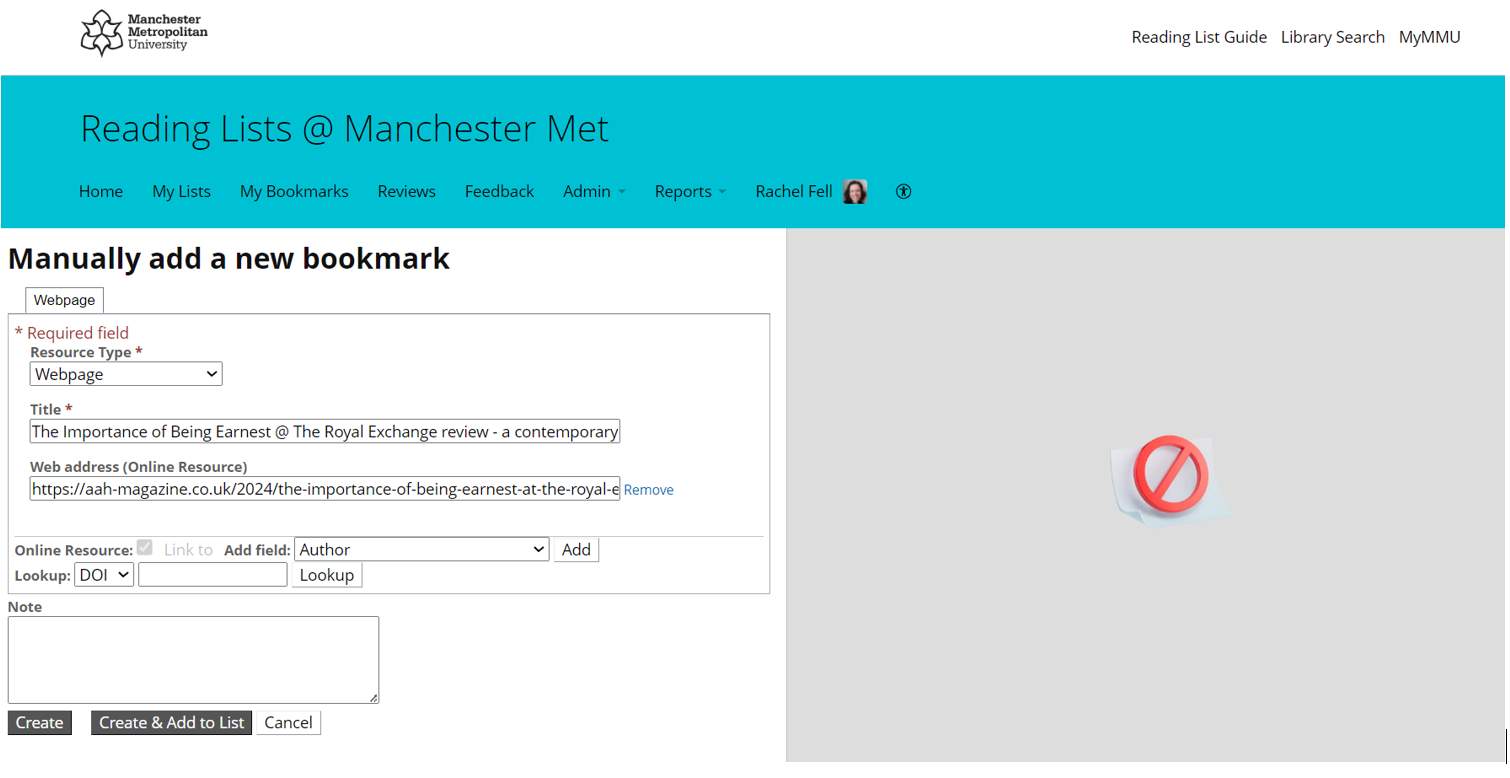 Manchester
Metropolitan
University
Reading List Guide Library Search MyMMU
Reading Lists @ Manchester Met
Home My Lists My Bookmarks Reviews Feedback Admin Reports Rachel Fell
Manually add a new bookmark
Webpage
* Required field
Resource Type *
Webpage
Title *
The Importance of Being Earnest @ The Royal Exchange review - a contemporary
Web address (Online Resource)
https://aah-magazine.co.uk/2024/the-importance-of-being-earnest-at-the-royal-e Remove
Online Resource: Link to Add field: Author Add
Lookup: DOI Lookup
Note
Create Create & Add to List Cancel